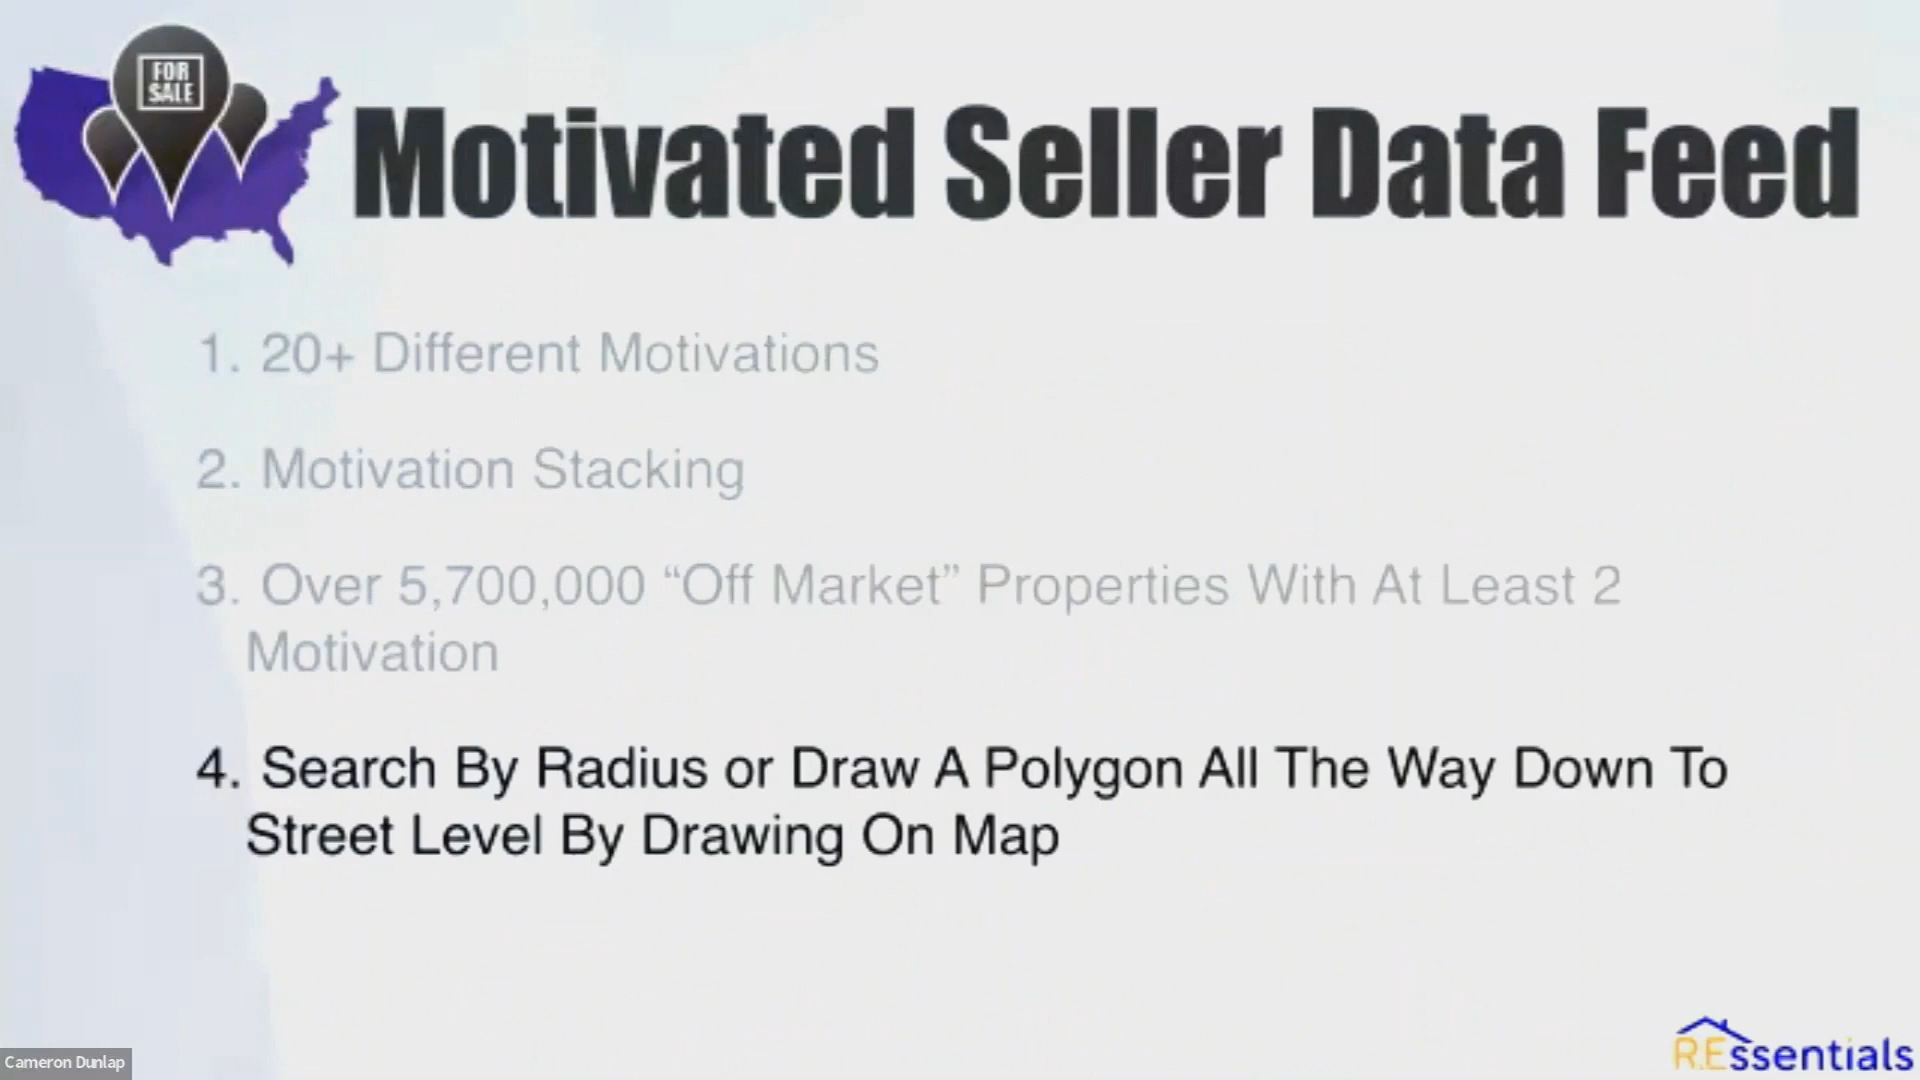 FOR
SALE
Motivated Seller Data Feed
1. 20+ Different Motivations
2. Motivation Stacking
3. Over 5,700,000 “Off Market” Properties With At Least 2
Motivation
4. Search By Radius or Draw A Polygon All The Way Down To
Street Level By Drawing On Map
Cameron Dunlap
R.Essentials